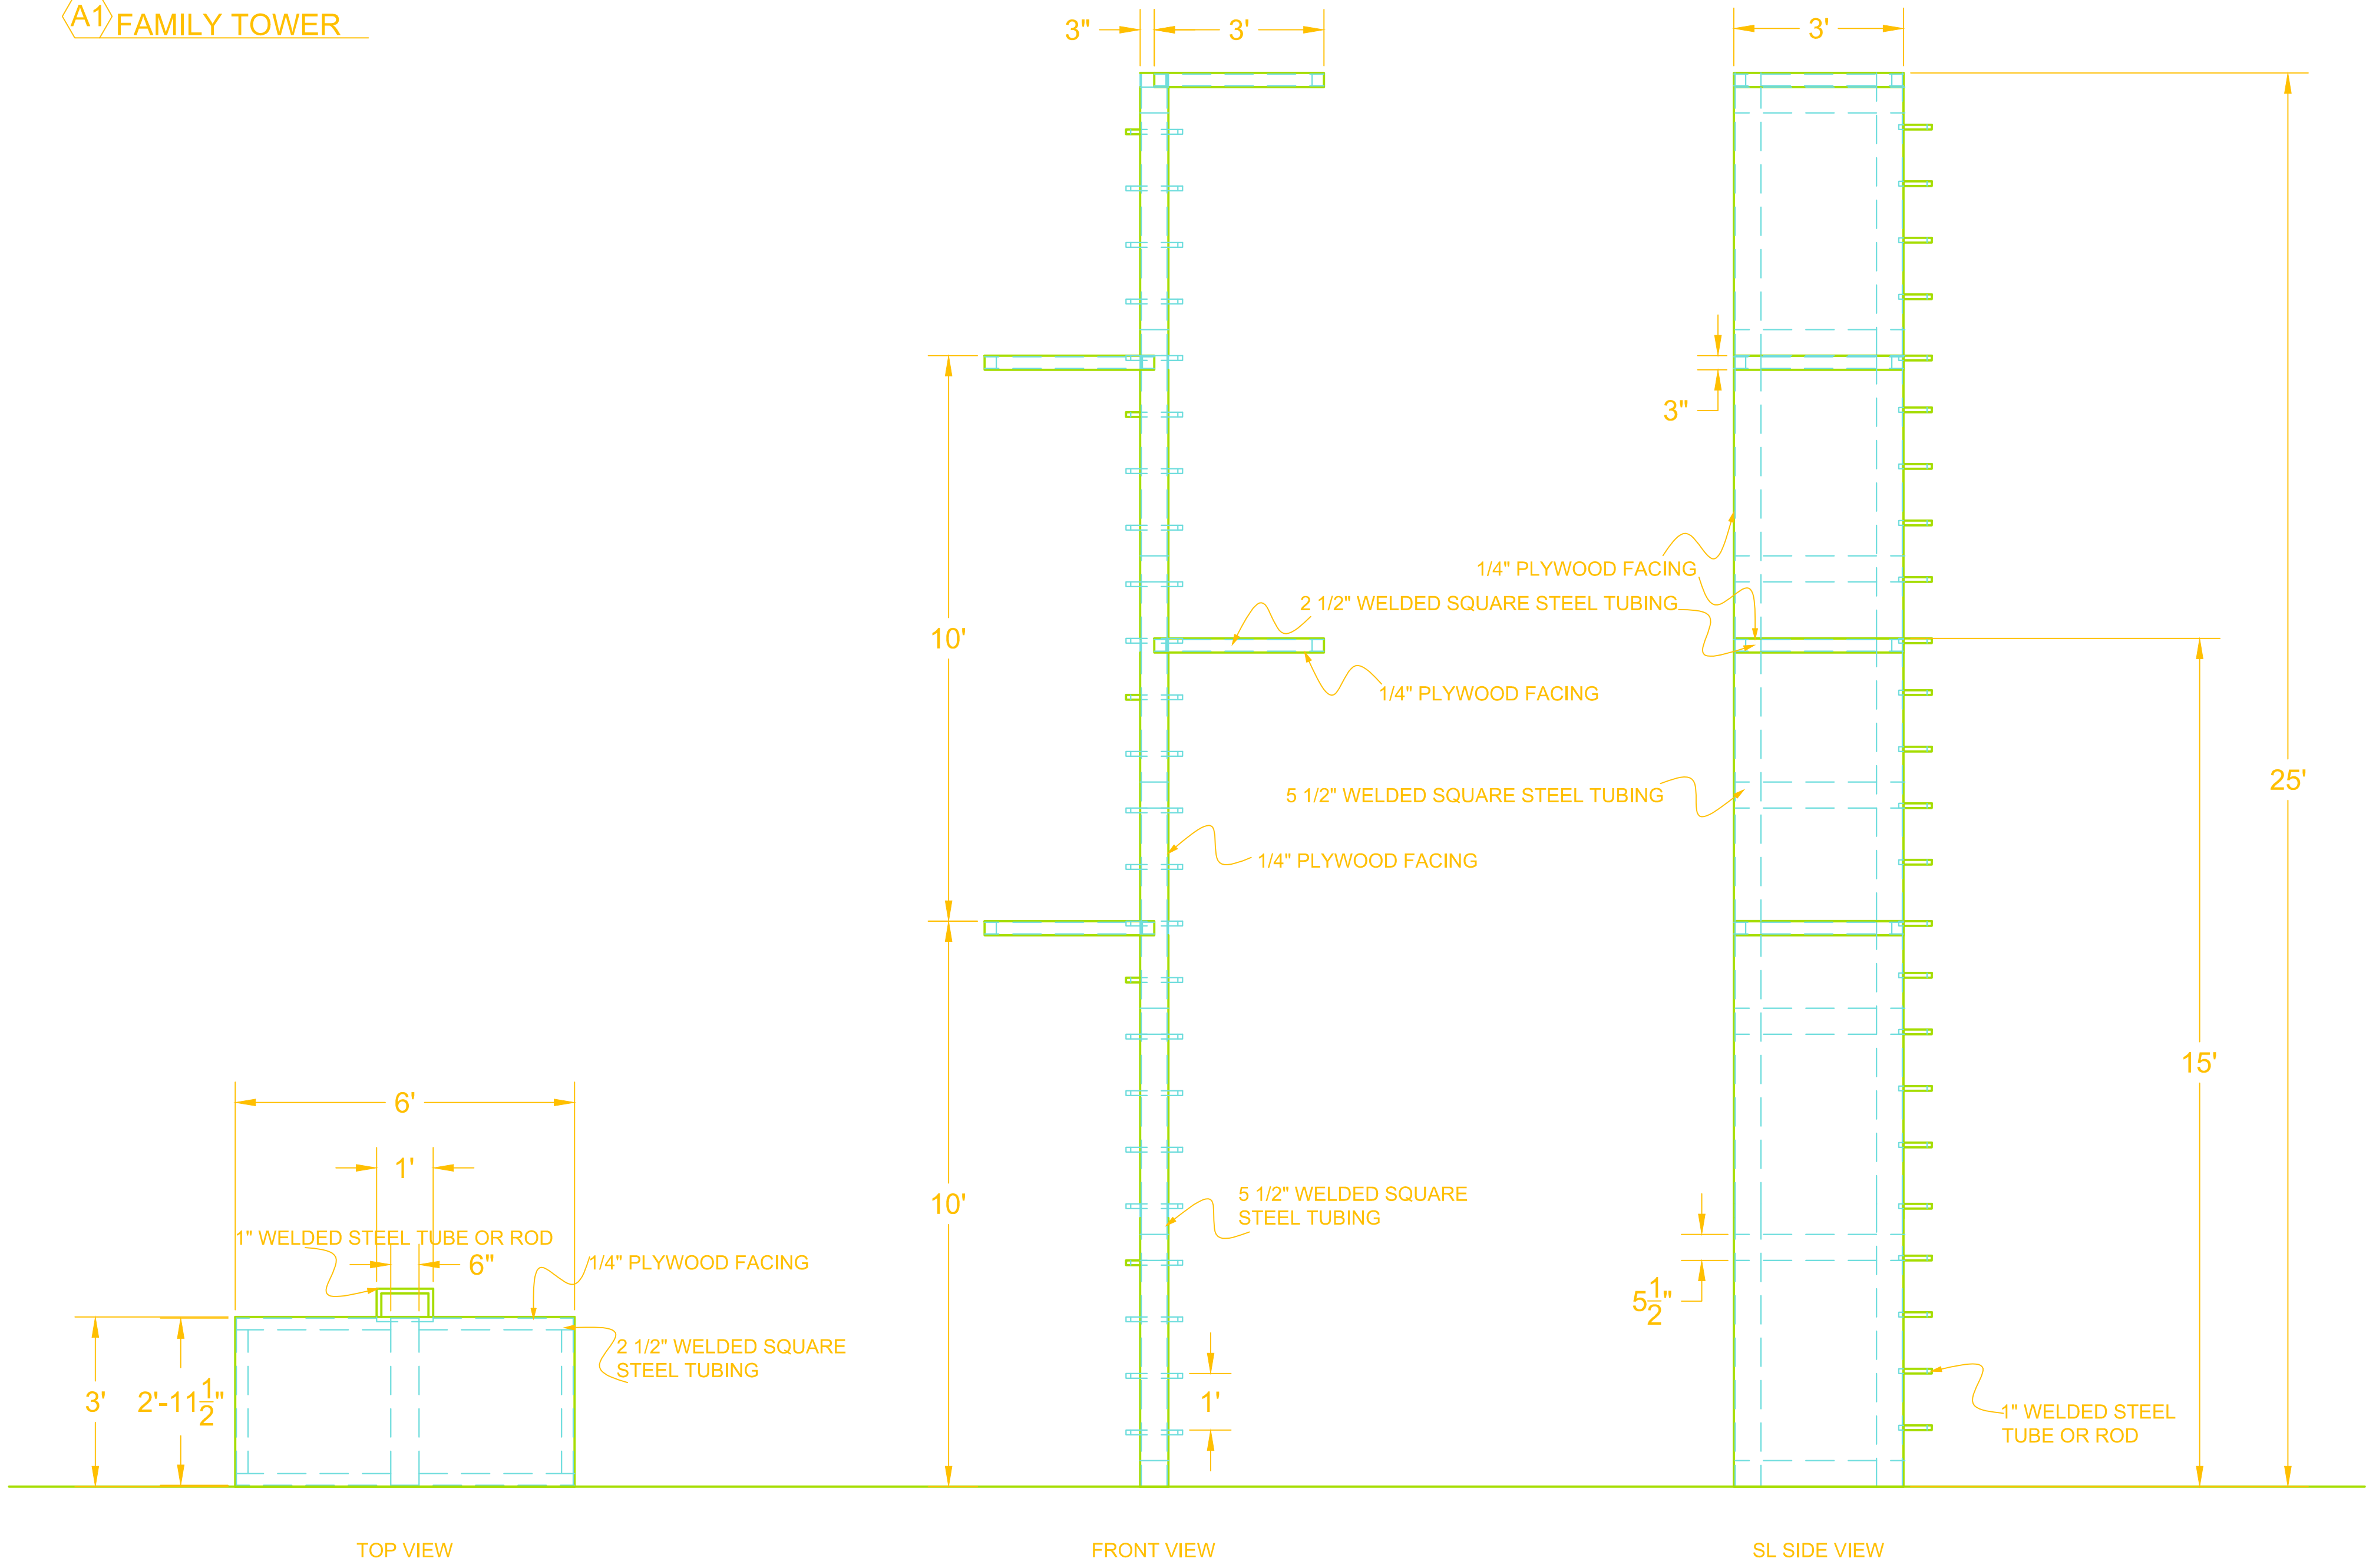 A1 FAMILY TOWER
3" 3' 3'
3"
1/4" PLYWOOD FACING
2 1/2" WELDED SQUARE STEEL TUBING
10'
1/4" PLYWOOD FACING
25'
5 1/2" WELDED SQUARE STEEL TUBING
1/4" PLYWOOD FACING
15'
6'
1'
10'
5 1/2" WELDED SQUARE
STEEL TUBING
1" WELDED STEEL TUBE OR ROD
6"
1/4" PLYWOOD FACING
5 1/2"
2 1/2" WELDED SQUARE
STEEL TUBING
3' 2'-11 1/2"
1'
1" WELDED STEEL
TUBE OR ROD
TOP VIEW
FRONT VIEW
SL SIDE VIEW